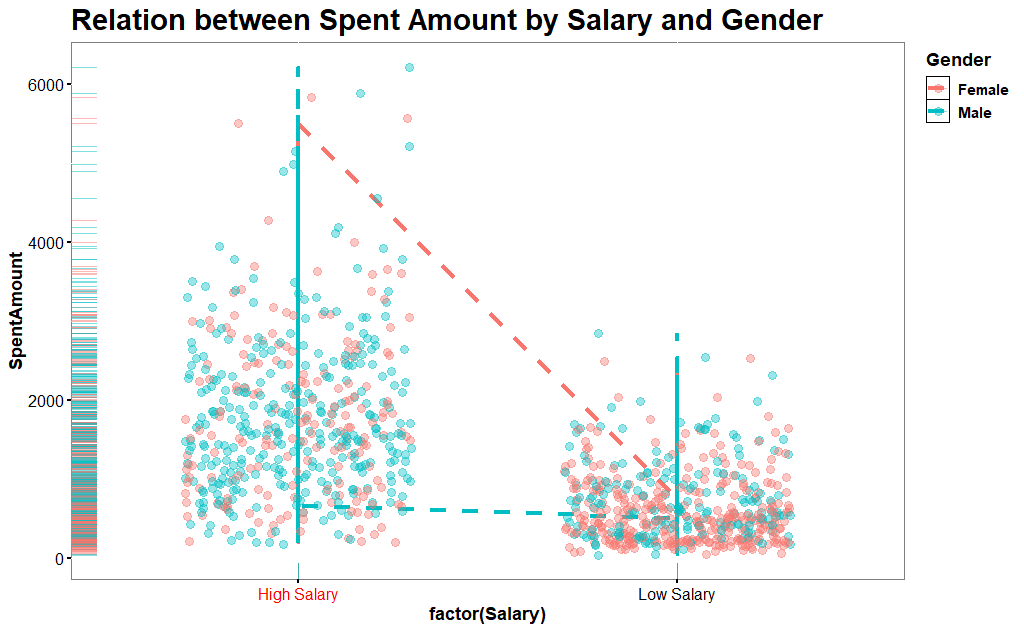 Relation between Spent Amount by Salary and Gender
Gender
Female
Male
SpentAmount
6000
4000
2000
0
High Salary
Low Salary
factor(Salary)